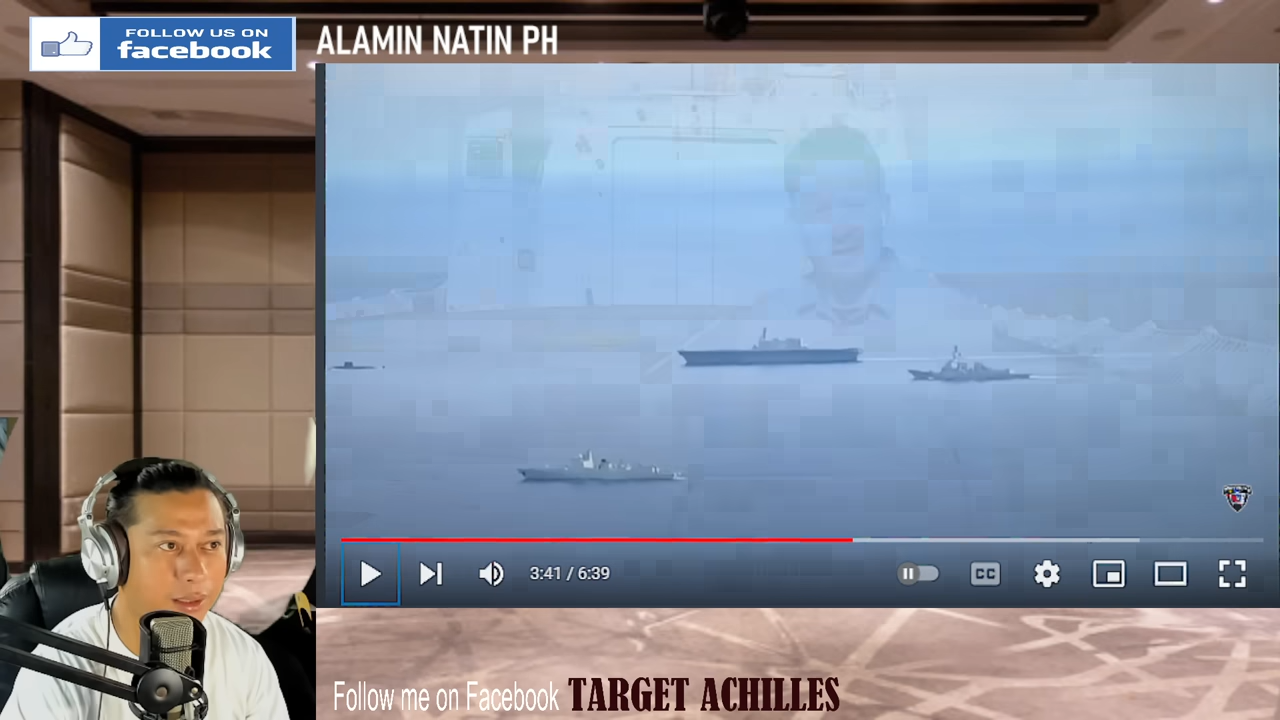 FOLLOW US ON
facebook
ALAMIN NATIN PH
3:41 / 6:39
CC
Follow me on Facebook TARGET ACHILLES